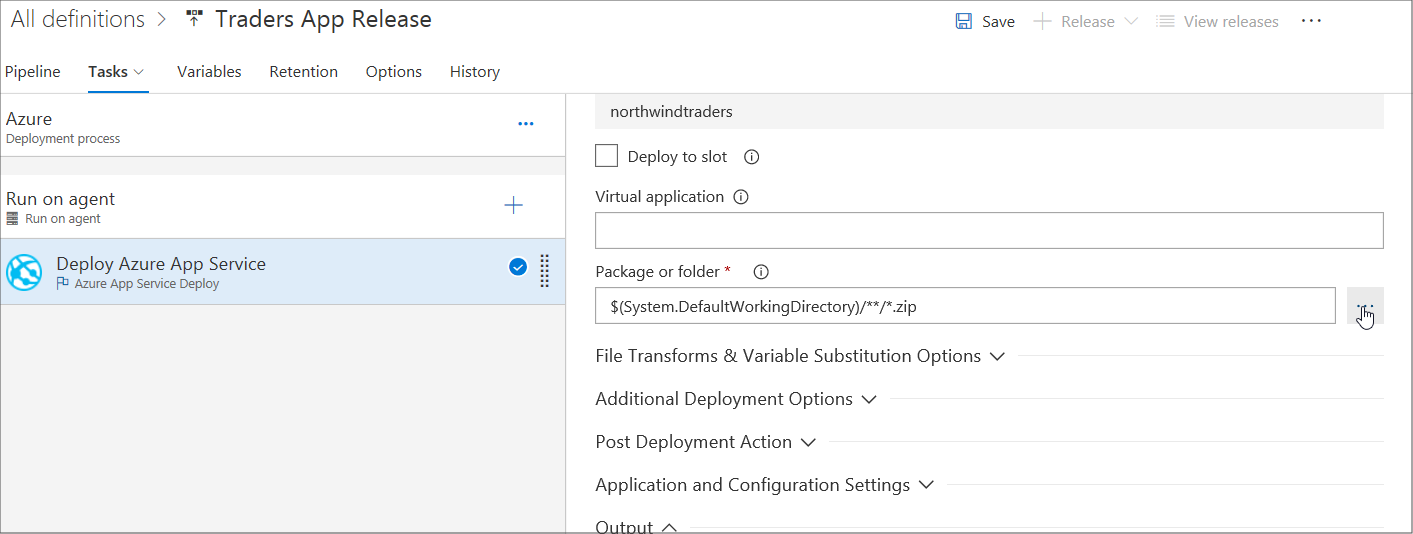 All definitions > Traders App Release
Save
Release
View releases
Pipeline
Tasks
Variables
Retention
Options
History
Azure
Deployment process
Run on agent
Run on agent
Deploy Azure App Service
Azure App Service Deploy
northwindtraders
Deploy to slot
Virtual application
Package or folder *
$(System.DefaultWorkingDirectory)/**/*.zip
File Transforms & Variable Substitution Options
Additional Deployment Options
Post Deployment Action
Application and Configuration Settings
Output